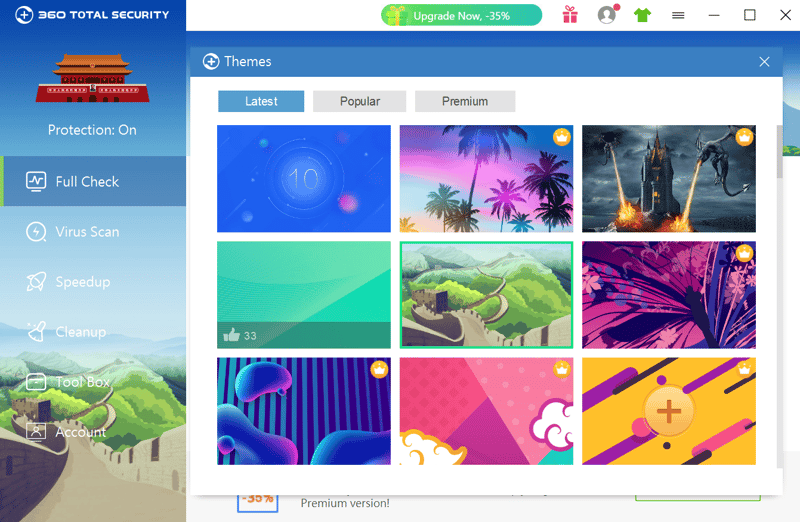 360 TOTAL SECURITY
Upgrade Now, -35%
Themes
Protection: On
Latest
Popular
Premium
10
Full Check
Virus Scan
Speedup
Cleanup
Tool Box
Account
33
-35%
Premium version!